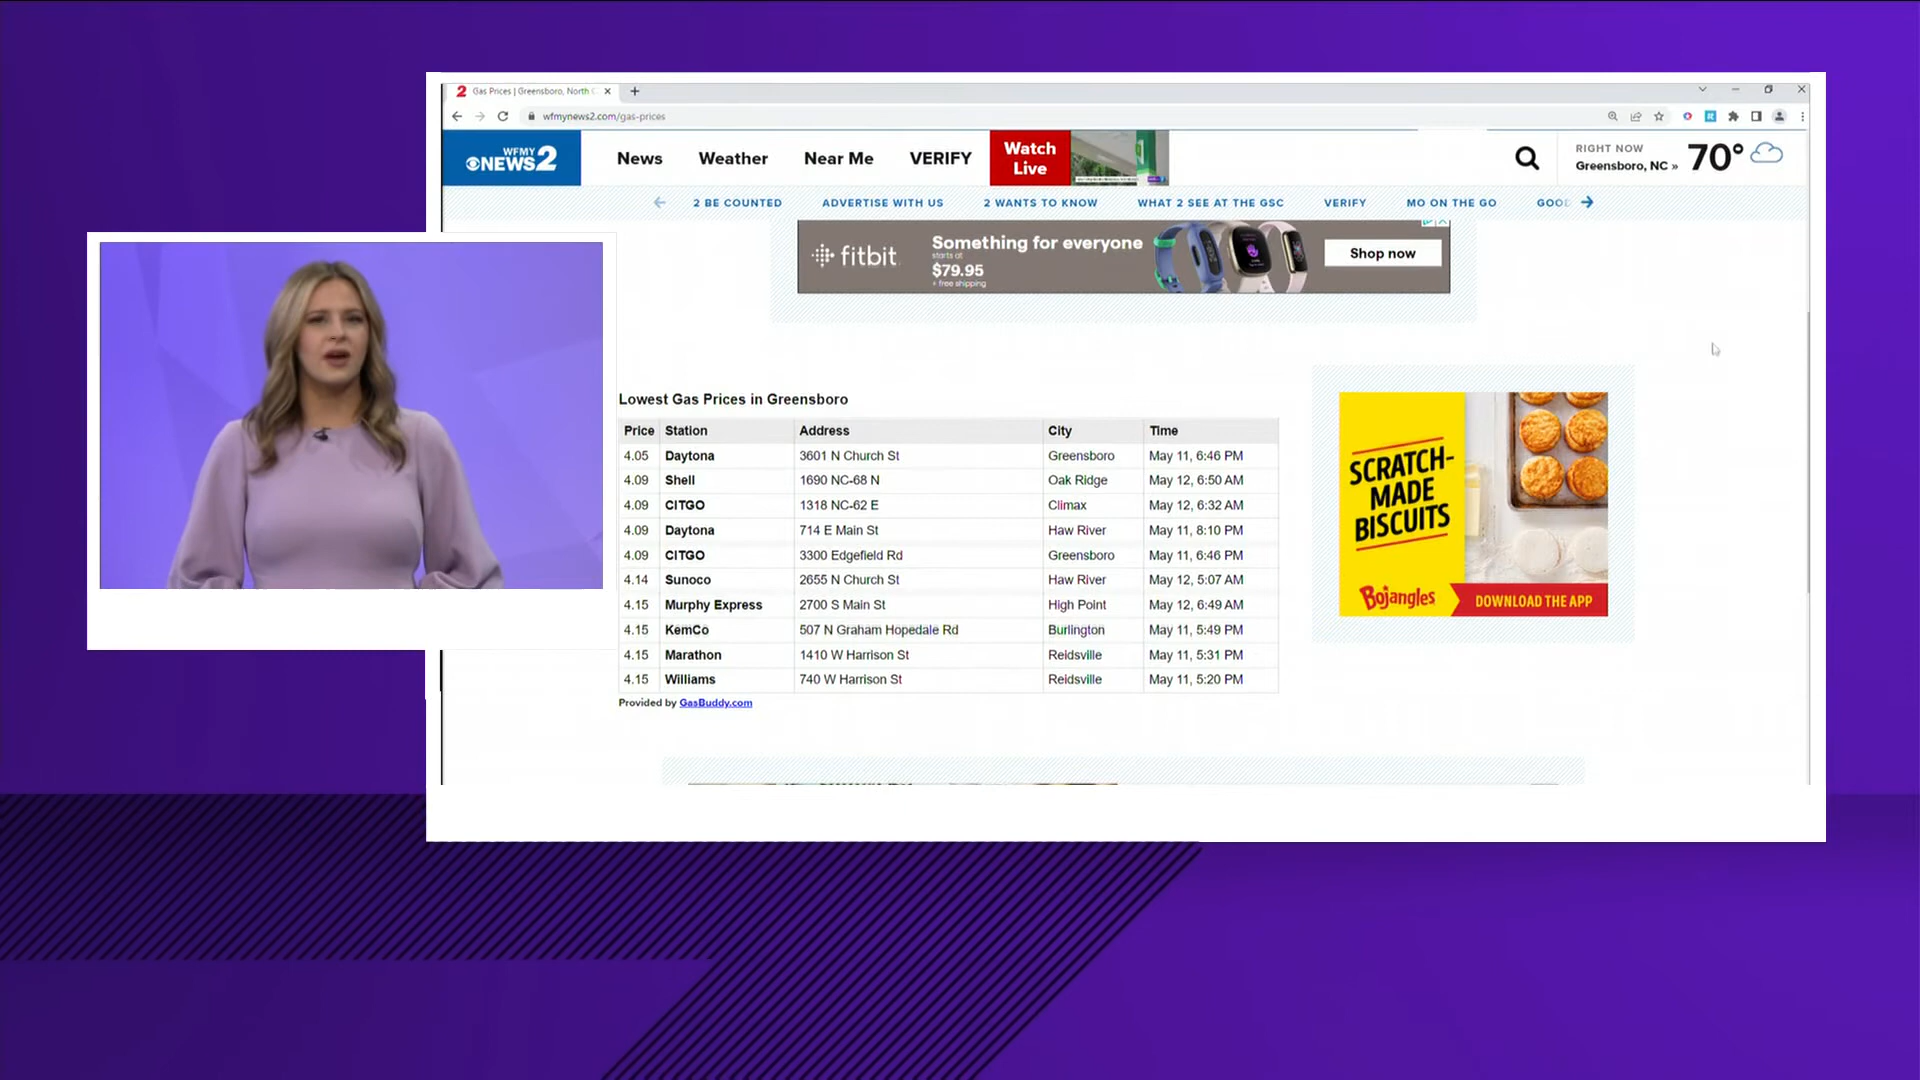 2 Gas Prices | Greensboro, North C
wfmynews2.com/gas-prices
WFMY
NEWS 2
News
Weather
Near Me
VERIFY
Watch
Live
RIGHT NOW
Greensboro, NC »
70°
2 BE COUNTED
ADVERTISE WITH US
2 WANTS TO KNOW
WHAT 2 SEE AT THE GSC
VERIFY
MO ON THE GO
GOOD
fitbit
Something for everyone
starts at
$79.95
+ free shipping
Shop now
Lowest Gas Prices in Greensboro
Price Station Address City Time
4.05 Daytona 3601 N Church St Greensboro May 11, 6:46 PM
4.09 Shell 1690 NC-68 N Oak Ridge May 12, 6:50 AM
4.09 CITGO 1318 NC-62 E Climax May 12, 6:32 AM
4.09 Daytona 714 E Main St Haw River May 11, 8:10 PM
4.09 CITGO 3300 Edgefield Rd Greensboro May 11, 6:46 PM
4.14 Sunoco 2655 N Church St Haw River May 12, 5:07 AM
4.15 Murphy Express 2700 S Main St High Point May 12, 6:49 AM
4.15 KemCo 507 N Graham Hopedale Rd Burlington May 11, 5:49 PM
4.15 Marathon 1410 W Harrison St Reidsville May 11, 5:31 PM
4.15 Williams 740 W Harrison St Reidsville May 11, 5:20 PM
Provided by GasBuddy.com
SCRATCH-
MADE
BISCUITS
Bojangles
DOWNLOAD THE APP